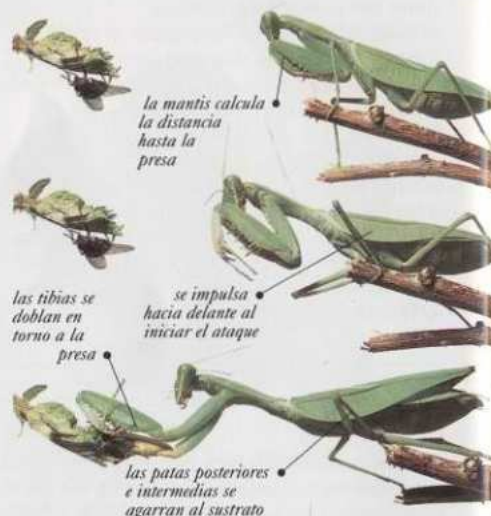 la mantis calcula
la distancia
hasta la
presa
se impulsa
hacia delante al
iniciar el ataque
las tibias se
doblan en
torno a la
presa
las patas posteriores
e intermedias se
agarran al sustrato